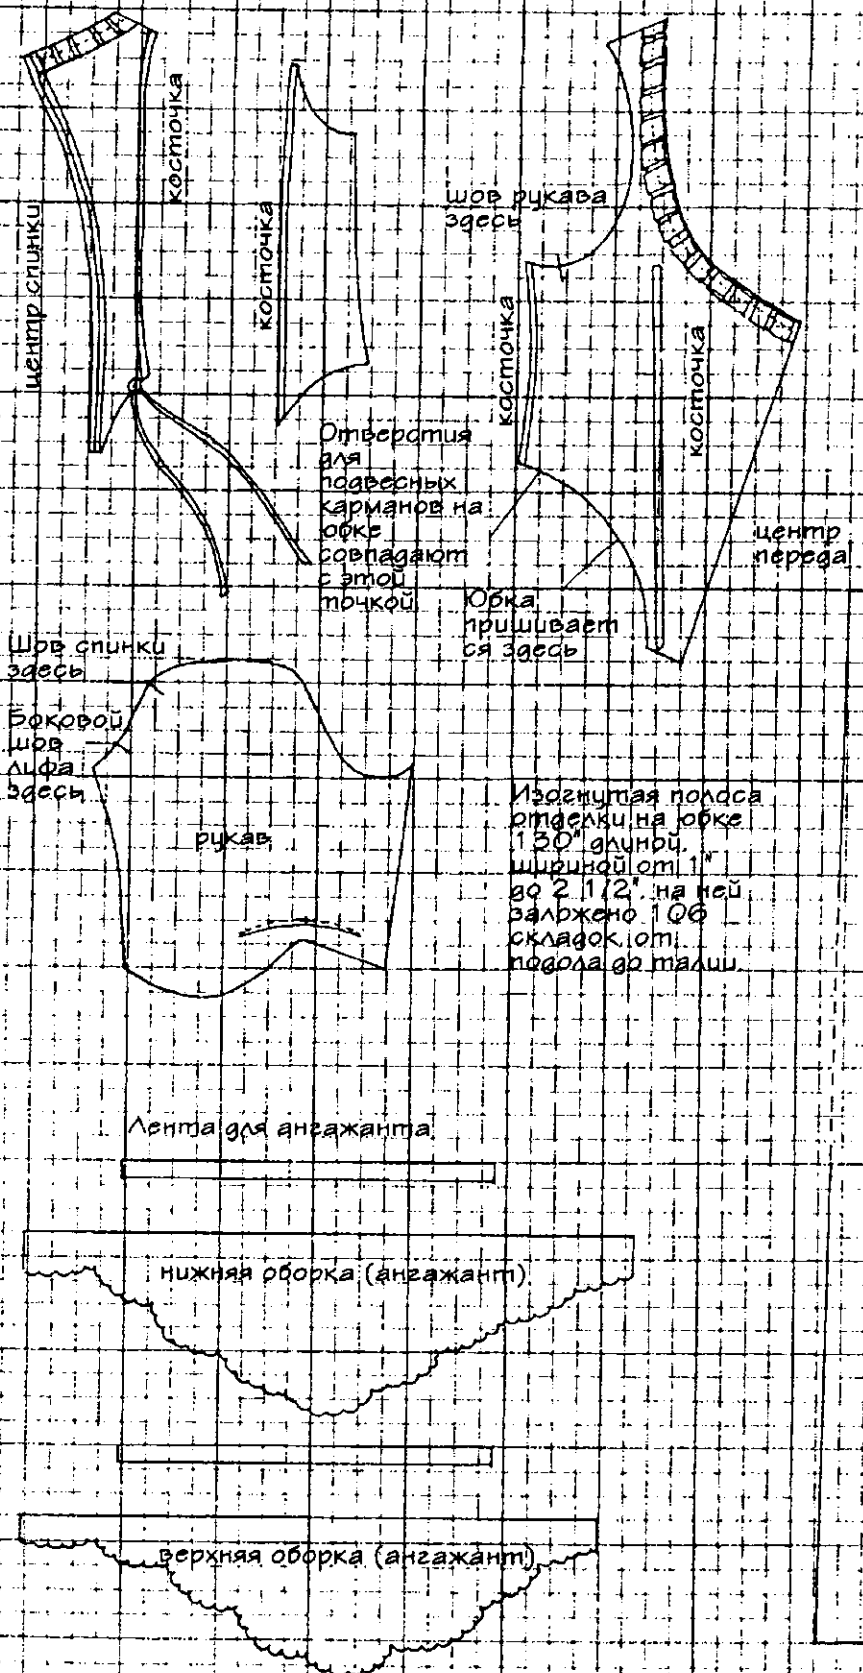 косточка
центр спинки
косточка
шов рукава
здесь
косточка
косточка
Отверстия
для
подвесных
карманов на
юбке
совпадают
с этой
точкой
центр
переда
Юбка
пришивает
ся здесь
Шов спинки
здесь
Боковой
шов
лифа
здесь
рукав
Изогнутая полоса
отделки на юбке
130" длиной,
шириной от 1"
до 2 1/2", на ней
заложено 106
складок от
подола до талии.
Лента для ангажанта
нижняя оборка (ангажант)
верхняя оборка (ангажант)